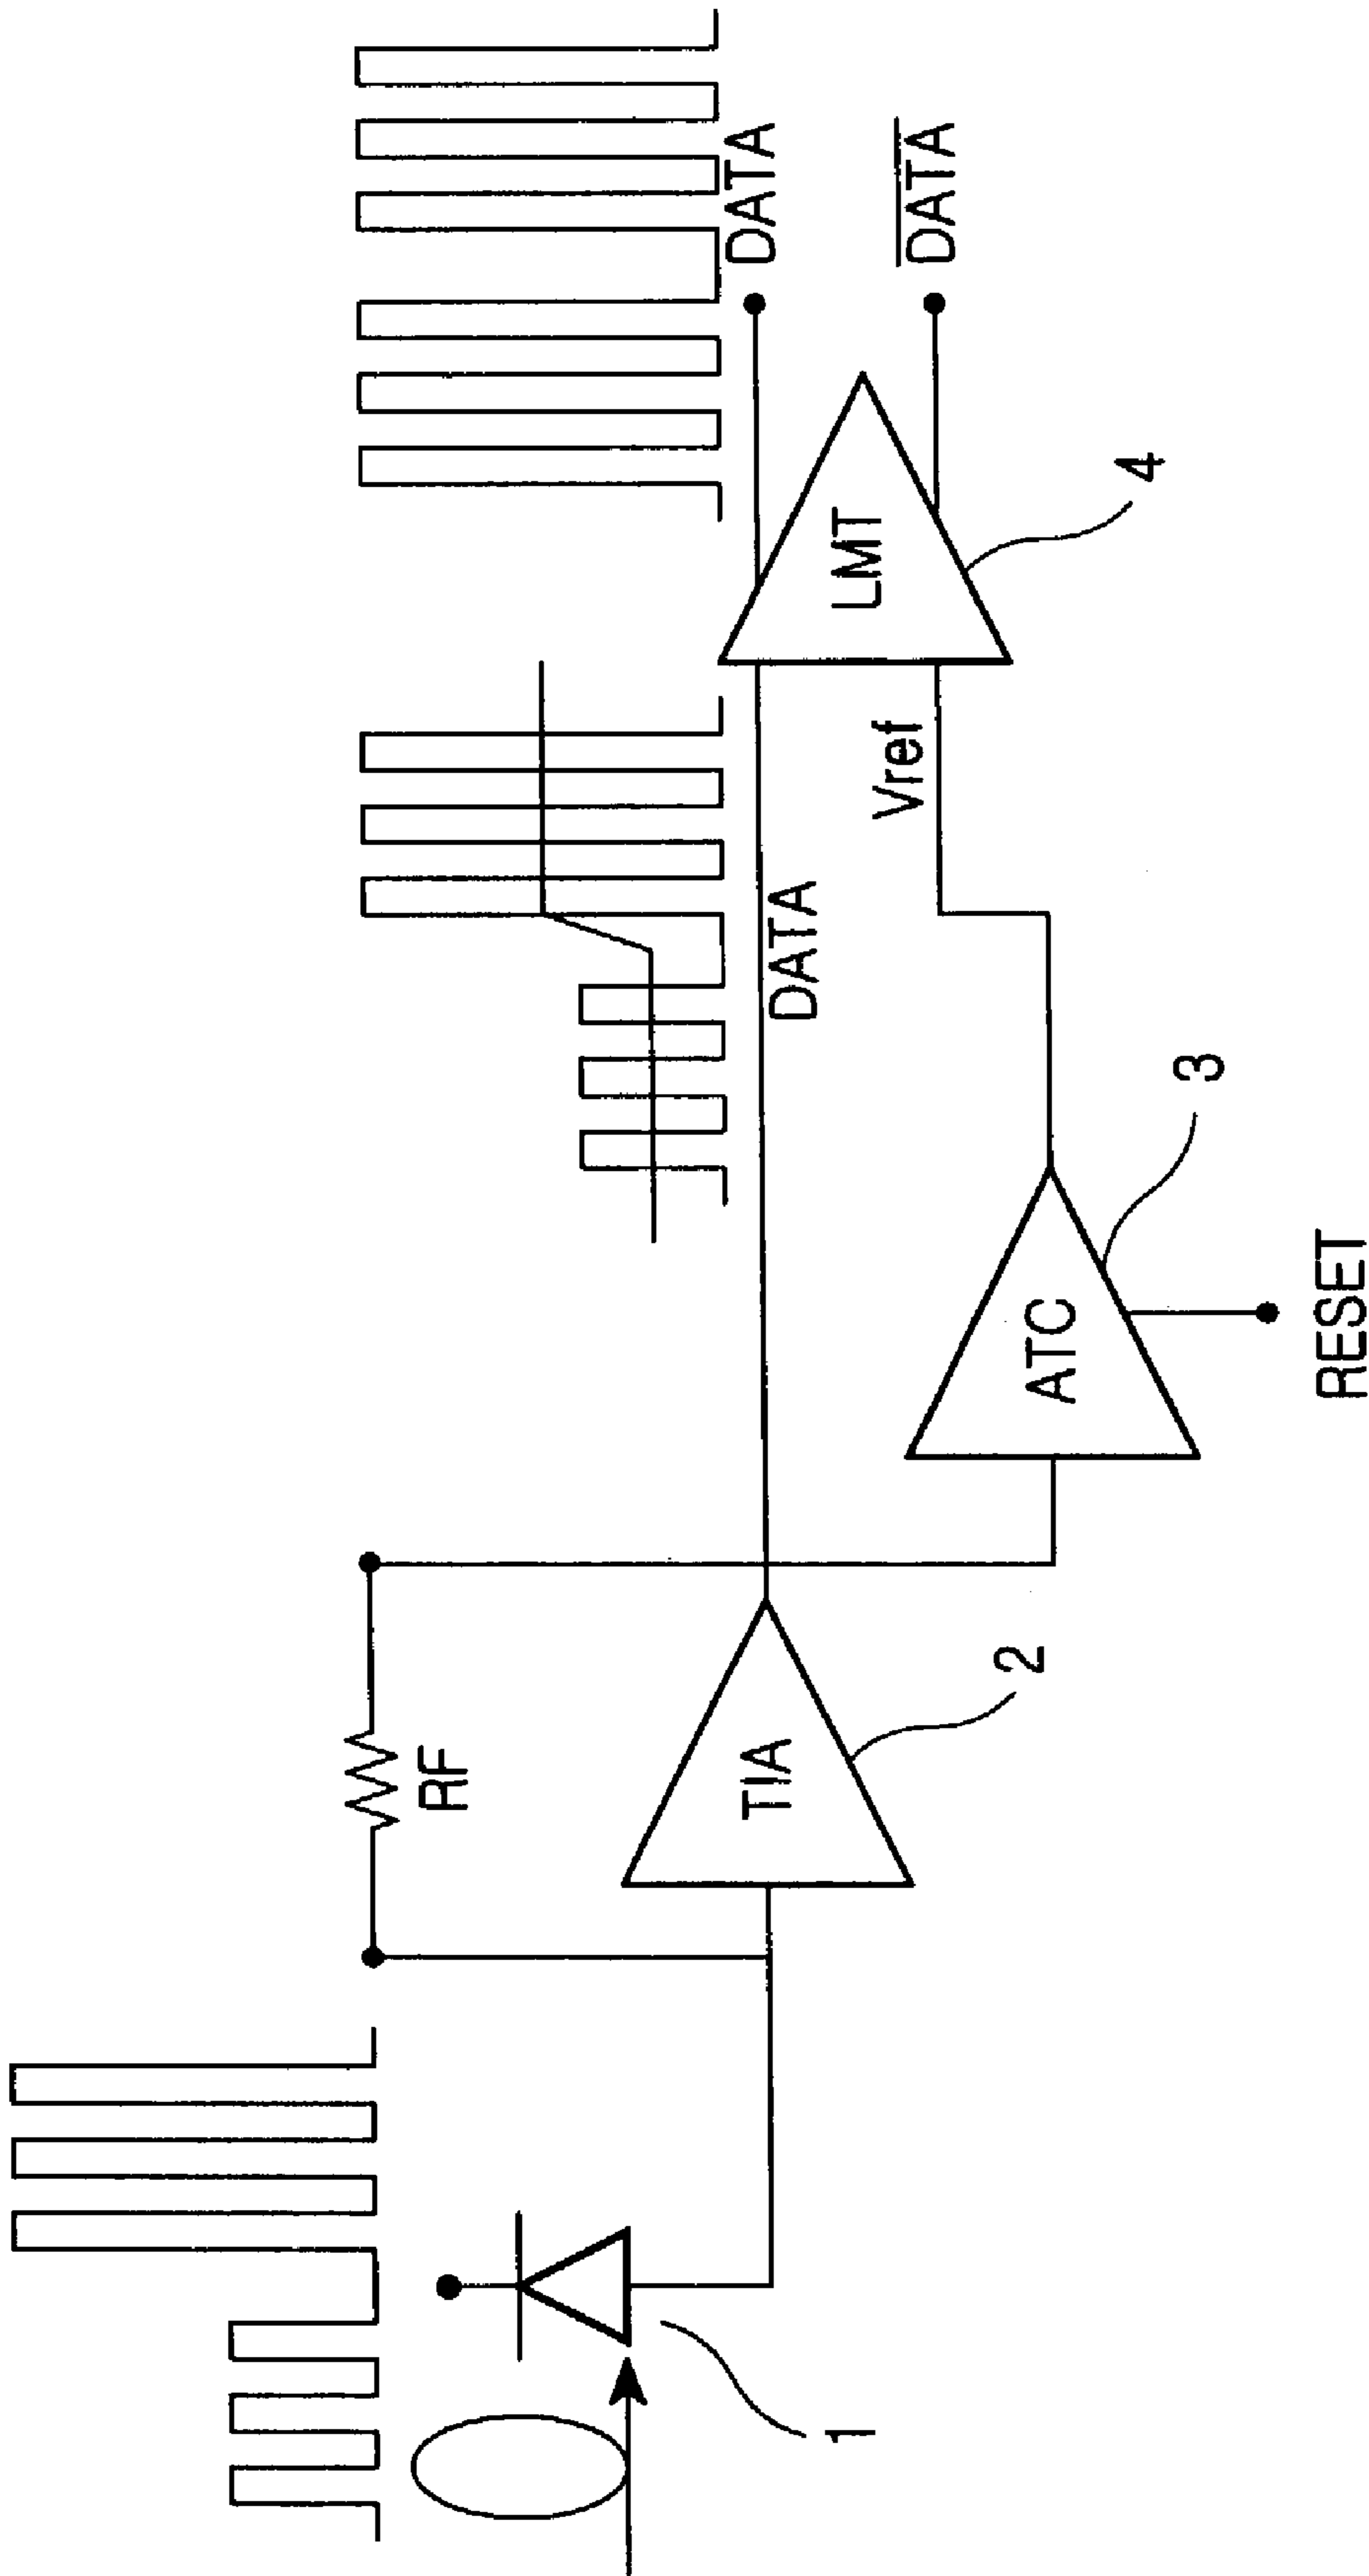 RF
DATA
DATA
LMT
TIA
DATA
Vref
4
ATC
3
2
1
RESET